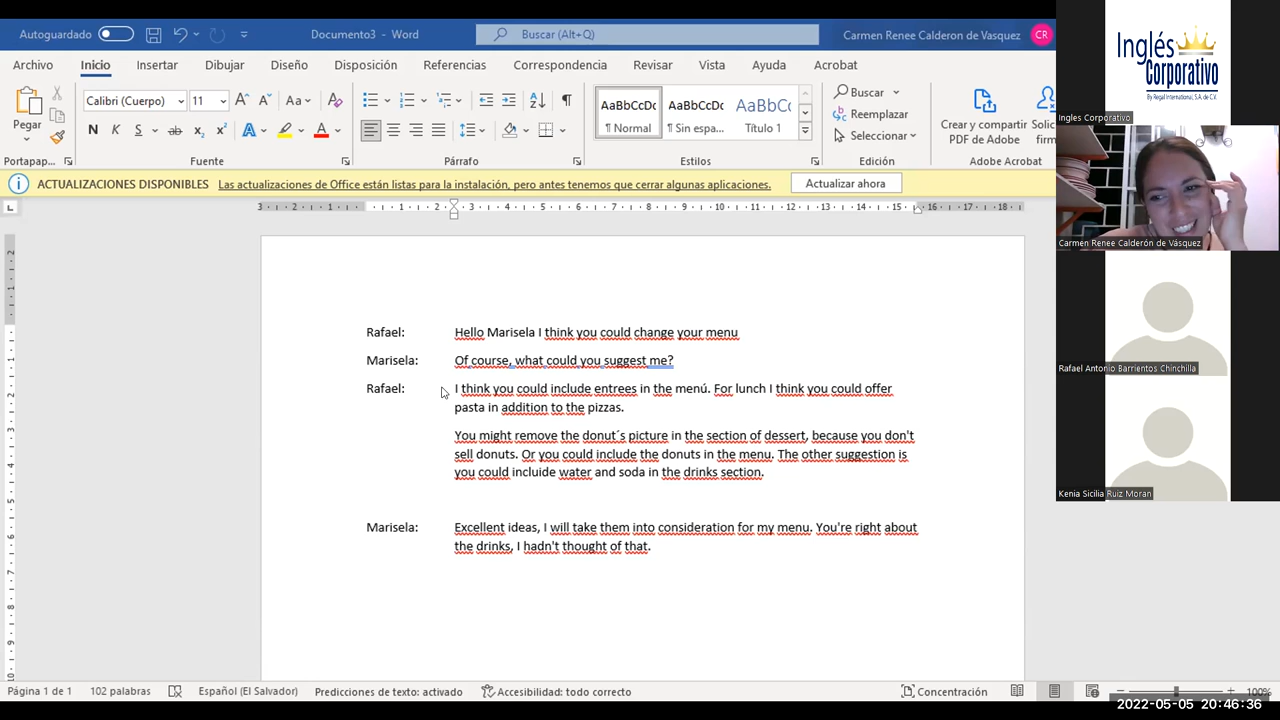 Autoguardado
Documento3 - Word
Buscar (Alt+Q)
Carmen Renee Calderon de Vasquez
CR
Archivo Inicio Insertar Dibujar Diseño Disposición Referencias Correspondencia Revisar Vista Ayuda Acrobat
Pegar
Calibri (Cuerpo) 11
AaBbCcDc AaBbCcDc AaBbCc
¶ Normal ¶ Sin espa... Título 1
Buscar
Reemplazar
Seleccionar
Crear y compartir
PDF de Adobe
Solic
firm
Portapap... Fuente Párrafo Estilos Edición Adobe Acrobat
ACTUALIZACIONES DISPONIBLES Las actualizaciones de Office están listas para la instalación, pero antes tenemos que cerrar algunas aplicaciones. Actualizar ahora
Rafael: Hello Marisela I think you could change your menu
Marisela: Of course, what could you suggest me?
Rafael: I think you could include entrees in the menú. For lunch I think you could offer
pasta in addition to the pizzas.
You might remove the donut´s picture in the section of dessert, because you don't
sell donuts. Or you could include the donuts in the menu. The other suggestion is
you could incluide water and soda in the drinks section.
Marisela: Excellent ideas, I will take them into consideration for my menu. You're right about
the drinks, I hadn't thought of that.
Página 1 de 1 102 palabras Español (El Salvador) Predicciones de texto: activado Accesibilidad: todo correcto Concentración 100%
Inglés
Corporativo
By Regal International, S.A. de C.V.
Ingles Corporativo
Carmen Renee Calderón de Vásquez
Rafael Antonio Barrientos Chinchilla
Kenia Sicilia Ruiz Moran
2022-05-05 20:46:36